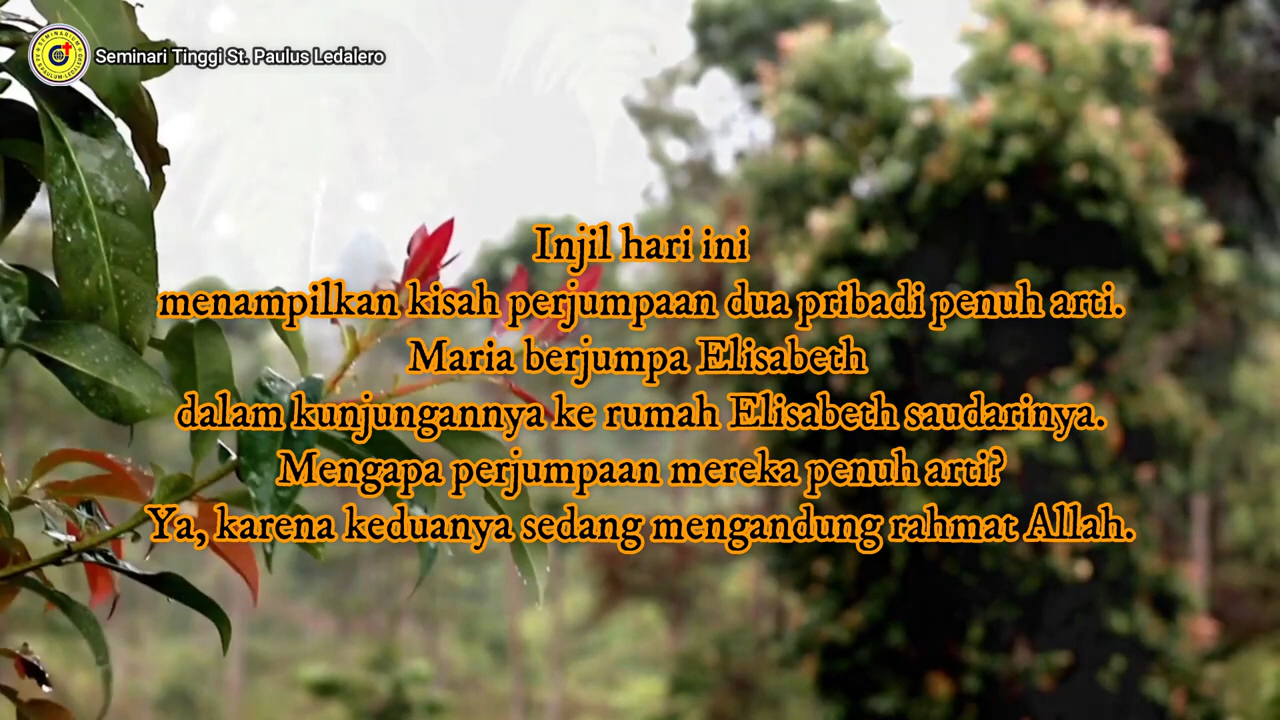 Seminari Tinggi St. Paulus Ledalero
Injil hari ini
menampilkan kisah perjumpaan dua pribadi penuh arti.
Maria berjumpa Elisabeth
dalam kunjungannya ke rumah Elisabeth saudarinya.
Mengapa perjumpaan mereka penuh arti?
Ya, karena keduanya sedang mengandung rahmat Allah.